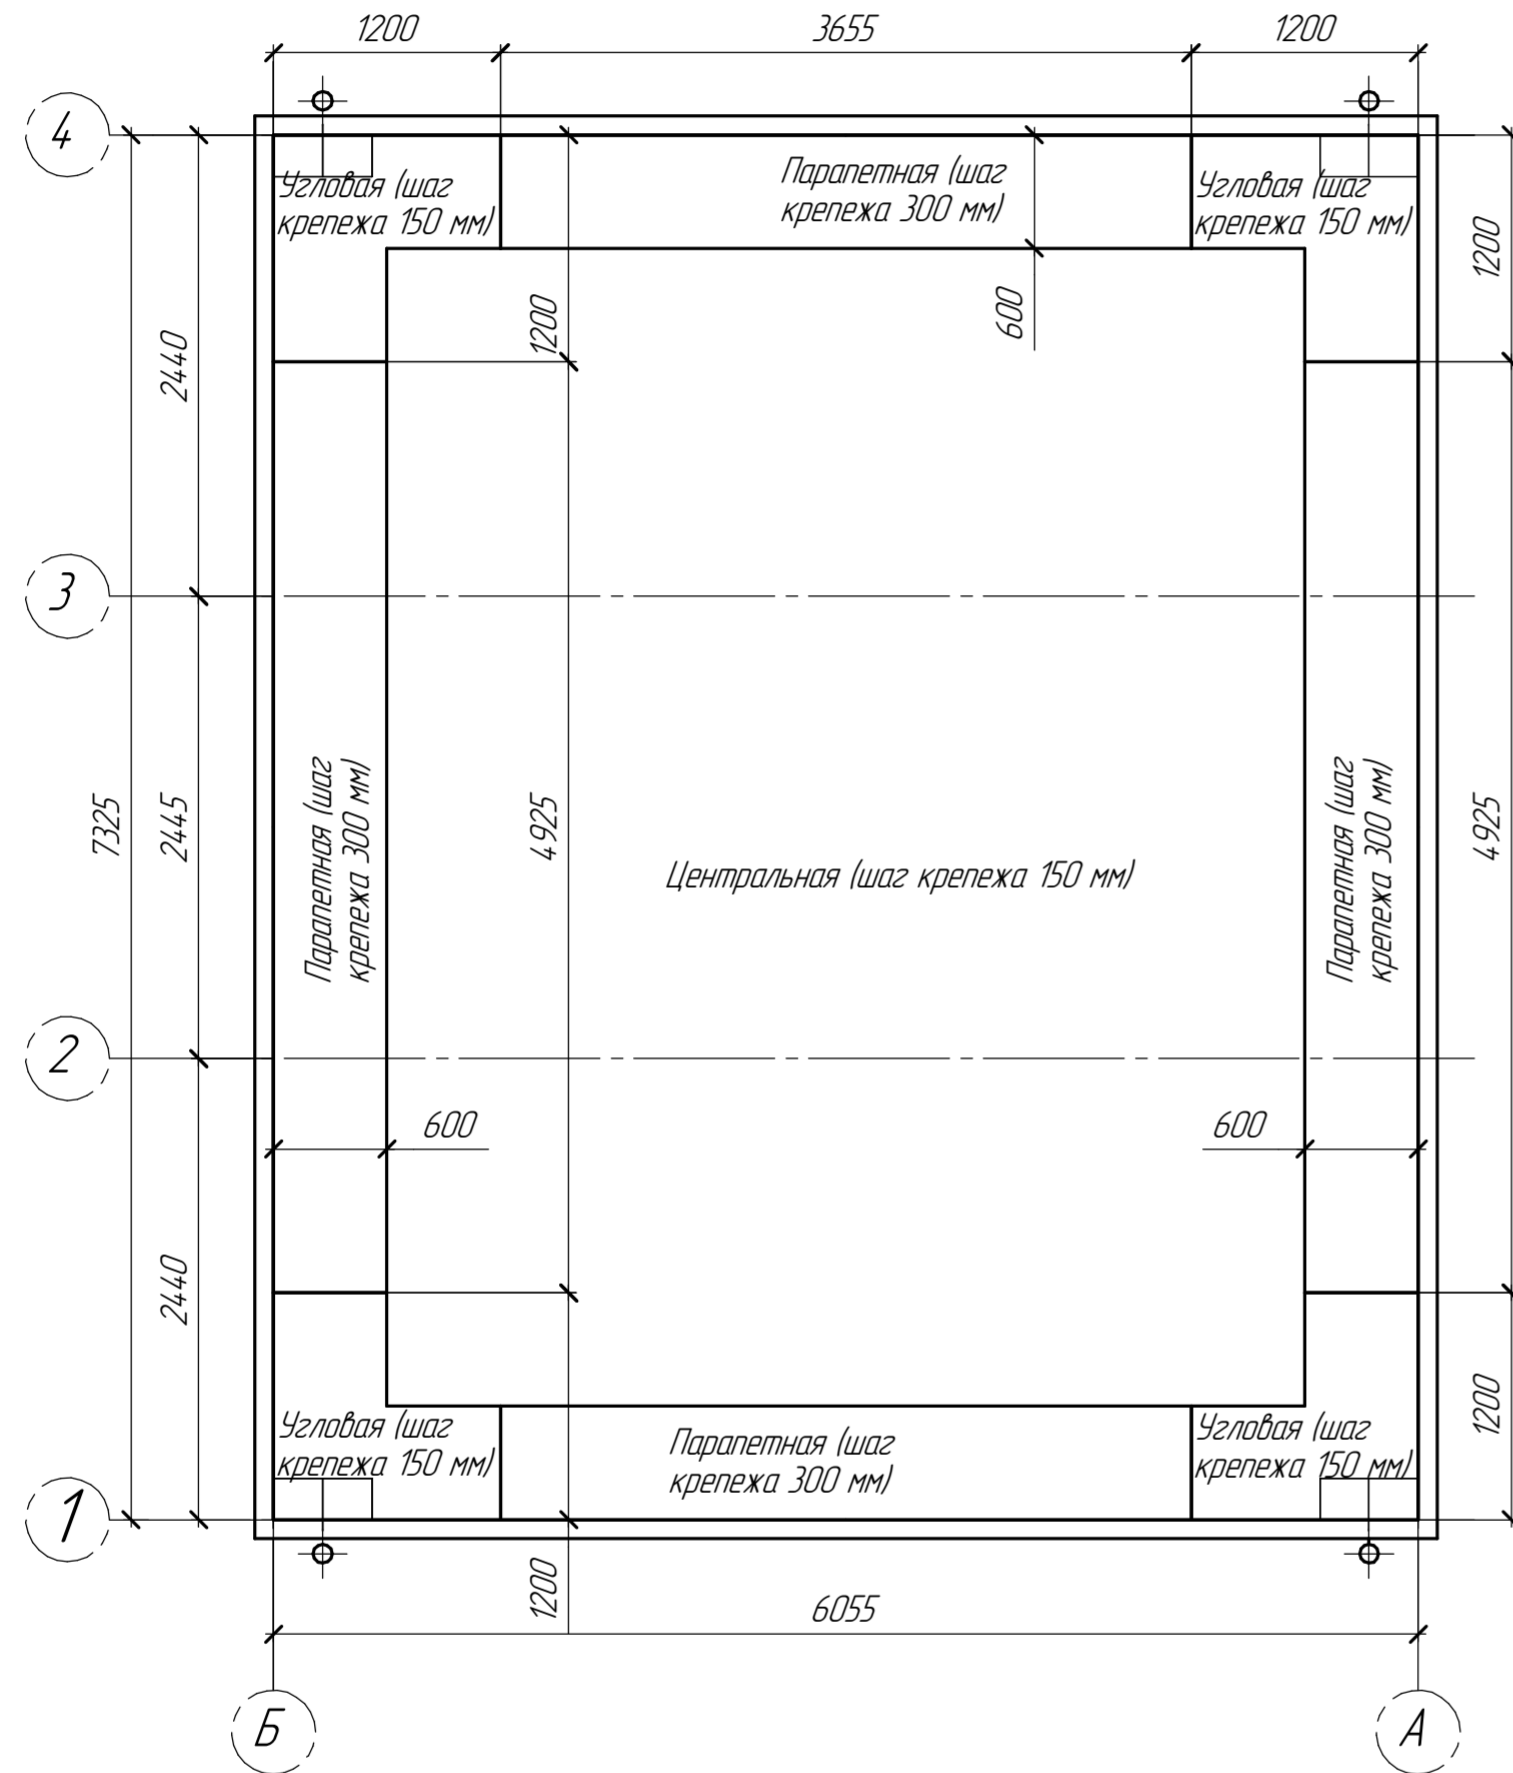 1200
3655
1200
4
Угловая (шаг
крепежа 150 мм)
Парапетная (шаг
крепежа 300 мм)
Угловая (шаг
крепежа 150 мм)
1200
2440
1200
600
3
7325
2445
Парапетная (шаг
крепежа 300 мм)
4925
Центральная (шаг крепежа 150 мм)
Парапетная (шаг
крепежа 300 мм)
4925
2
600
600
2440
Угловая (шаг
крепежа 150 мм)
Парапетная (шаг
крепежа 300 мм)
Угловая (шаг
крепежа 150 мм)
1200
1
1200
6055
Б
А